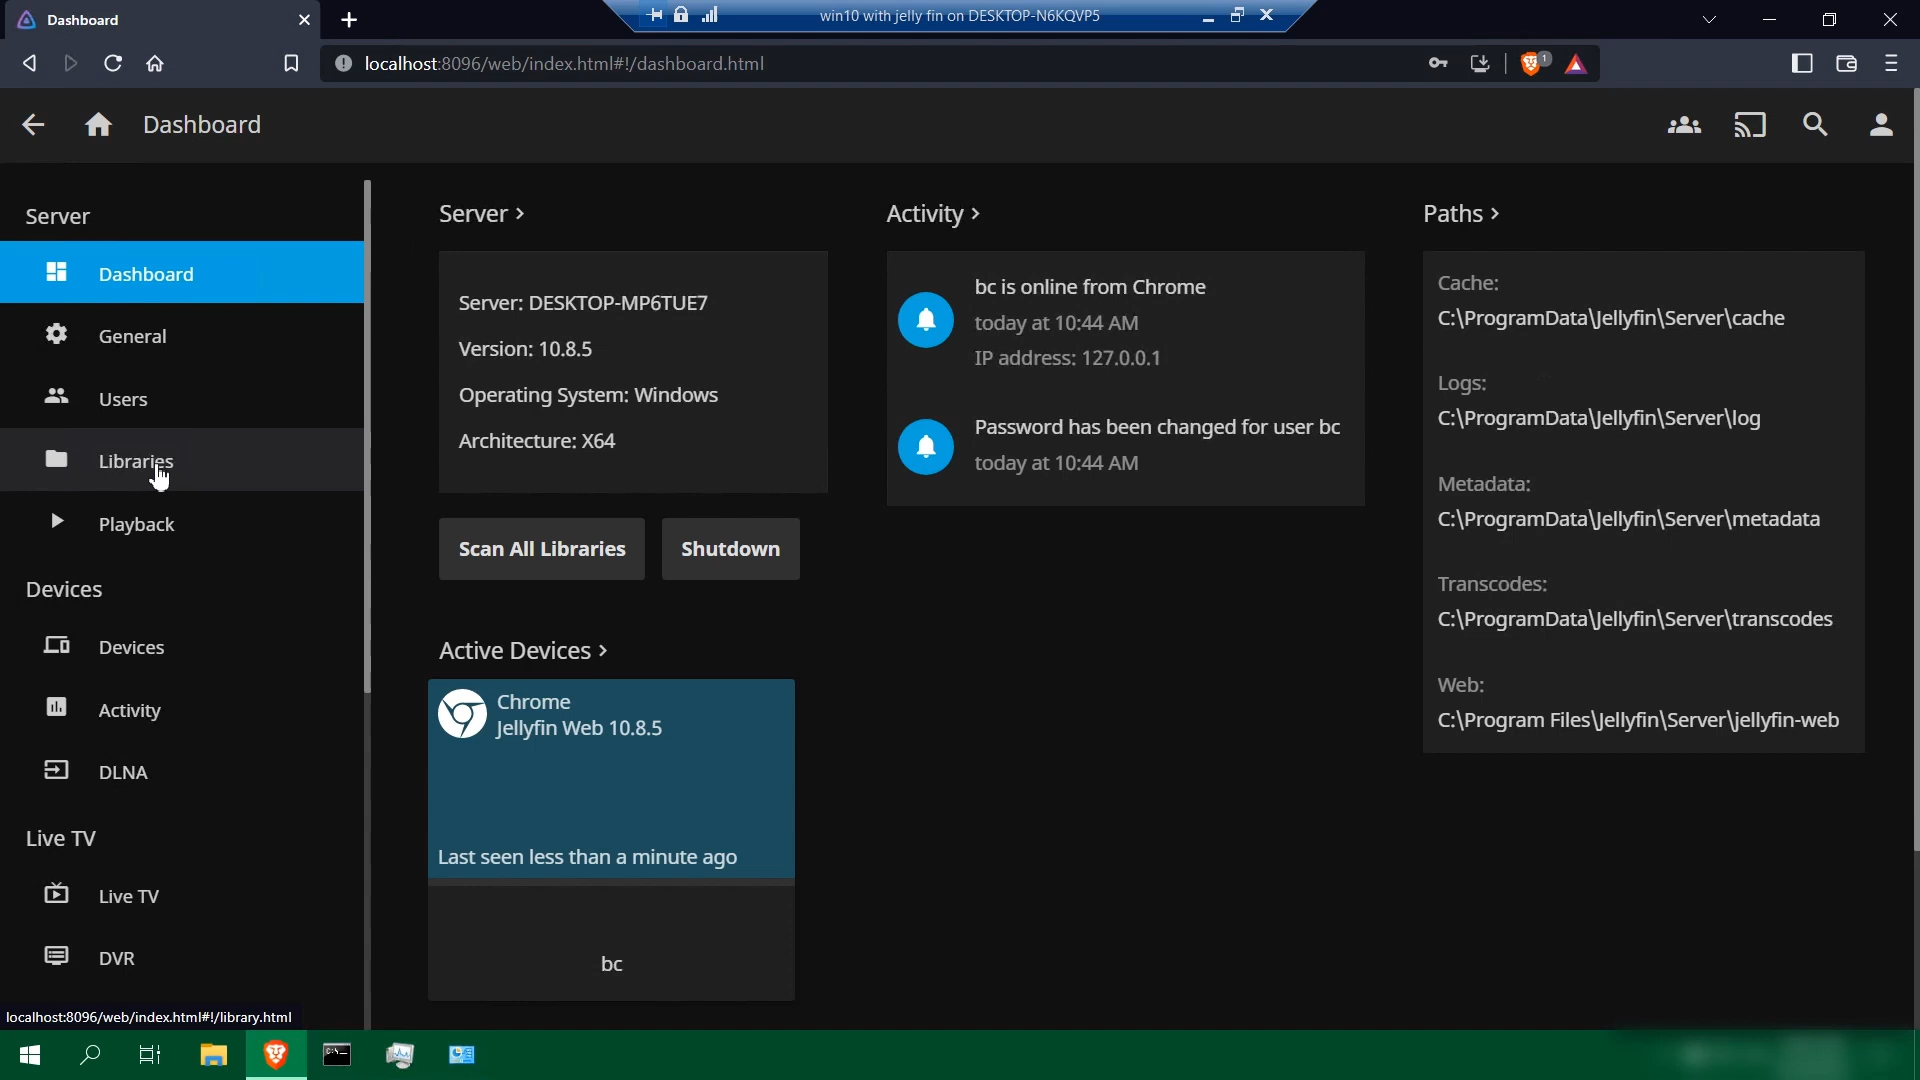 Dashboard
win10 with jelly fin on DESKTOP-N6KQVP5
localhost:8096/web/index.html#!/dashboard.html
1
Dashboard
Server
Dashboard
General
Users
Libraries
Playback
Devices
Devices
Activity
DLNA
Live TV
Live TV
DVR
Server
Server: DESKTOP-MP6TUE7
Version: 10.8.5
Operating System: Windows
Architecture: X64
Scan All Libraries
Shutdown
Active Devices
Chrome
Jellyfin Web 10.8.5
Last seen less than a minute ago
bc
Activity
bc is online from Chrome
today at 10:44 AM
IP address: 127.0.0.1
Password has been changed for user bc
today at 10:44 AM
Paths
Cache:
C:\ProgramData\Jellyfin\Server\cache
Logs:
C:\ProgramData\Jellyfin\Server\log
Metadata:
C:\ProgramData\Jellyfin\Server\metadata
Transcodes:
C:\ProgramData\Jellyfin\Server\transcodes
Web:
C:\Program Files\Jellyfin\Server\jellyfin-web
localhost:8096/web/index.html#!/library.html